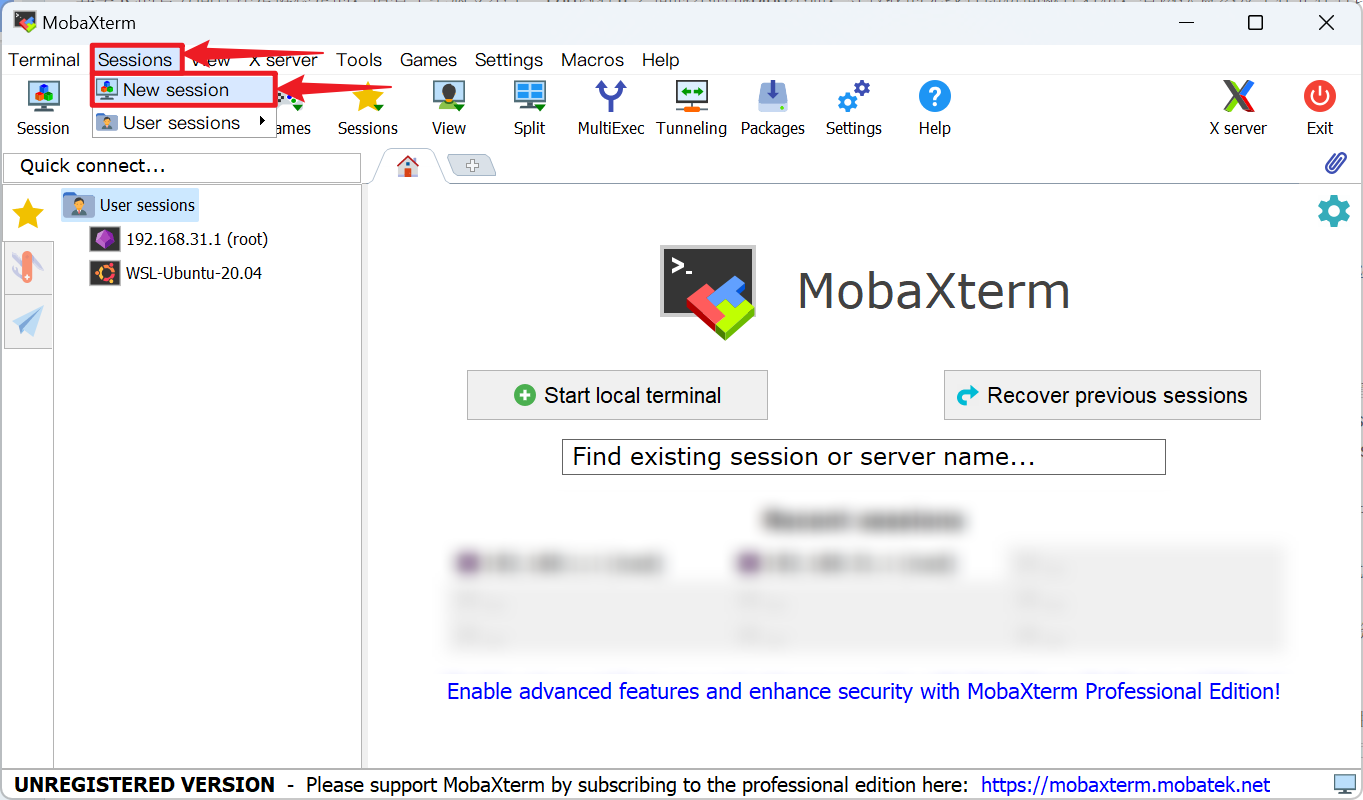 MobaXterm
Terminal Sessions View X server Tools Games Settings Macros Help
New session
User sessions
Session ames Sessions View Split MultiExec Tunneling Packages Settings Help X server Exit
Quick connect...
User sessions
192.168.31.1 (root)
WSL-Ubuntu-20.04
>_
MobaXterm
Start local terminal Recover previous sessions
Find existing session or server name...
Enable advanced features and enhance security with MobaXterm Professional Edition!
UNREGISTERED VERSION - Please support MobaXterm by subscribing to the professional edition here: https://mobaxterm.mobatek.net